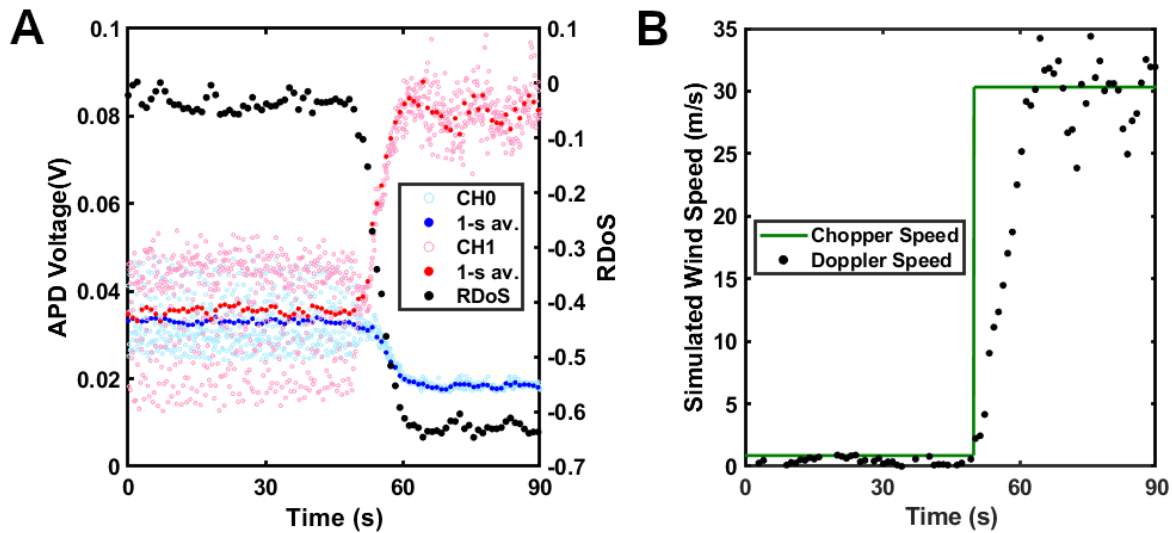 A
0.1
0.08
0.06
0.04
0.02
0
APD Voltage(V)
0.1
0
-0.1
-0.2
-0.3
-0.4
-0.5
-0.6
-0.7
RDoS
CH0
1-s av.
CH1
1-s av.
RDoS
0 30 60 90
Time (s)
B
35
30
25
20
15
10
5
0
Simulated Wind Speed (m/s)
Chopper Speed
Doppler Speed
0 30 60 90
Time (s)